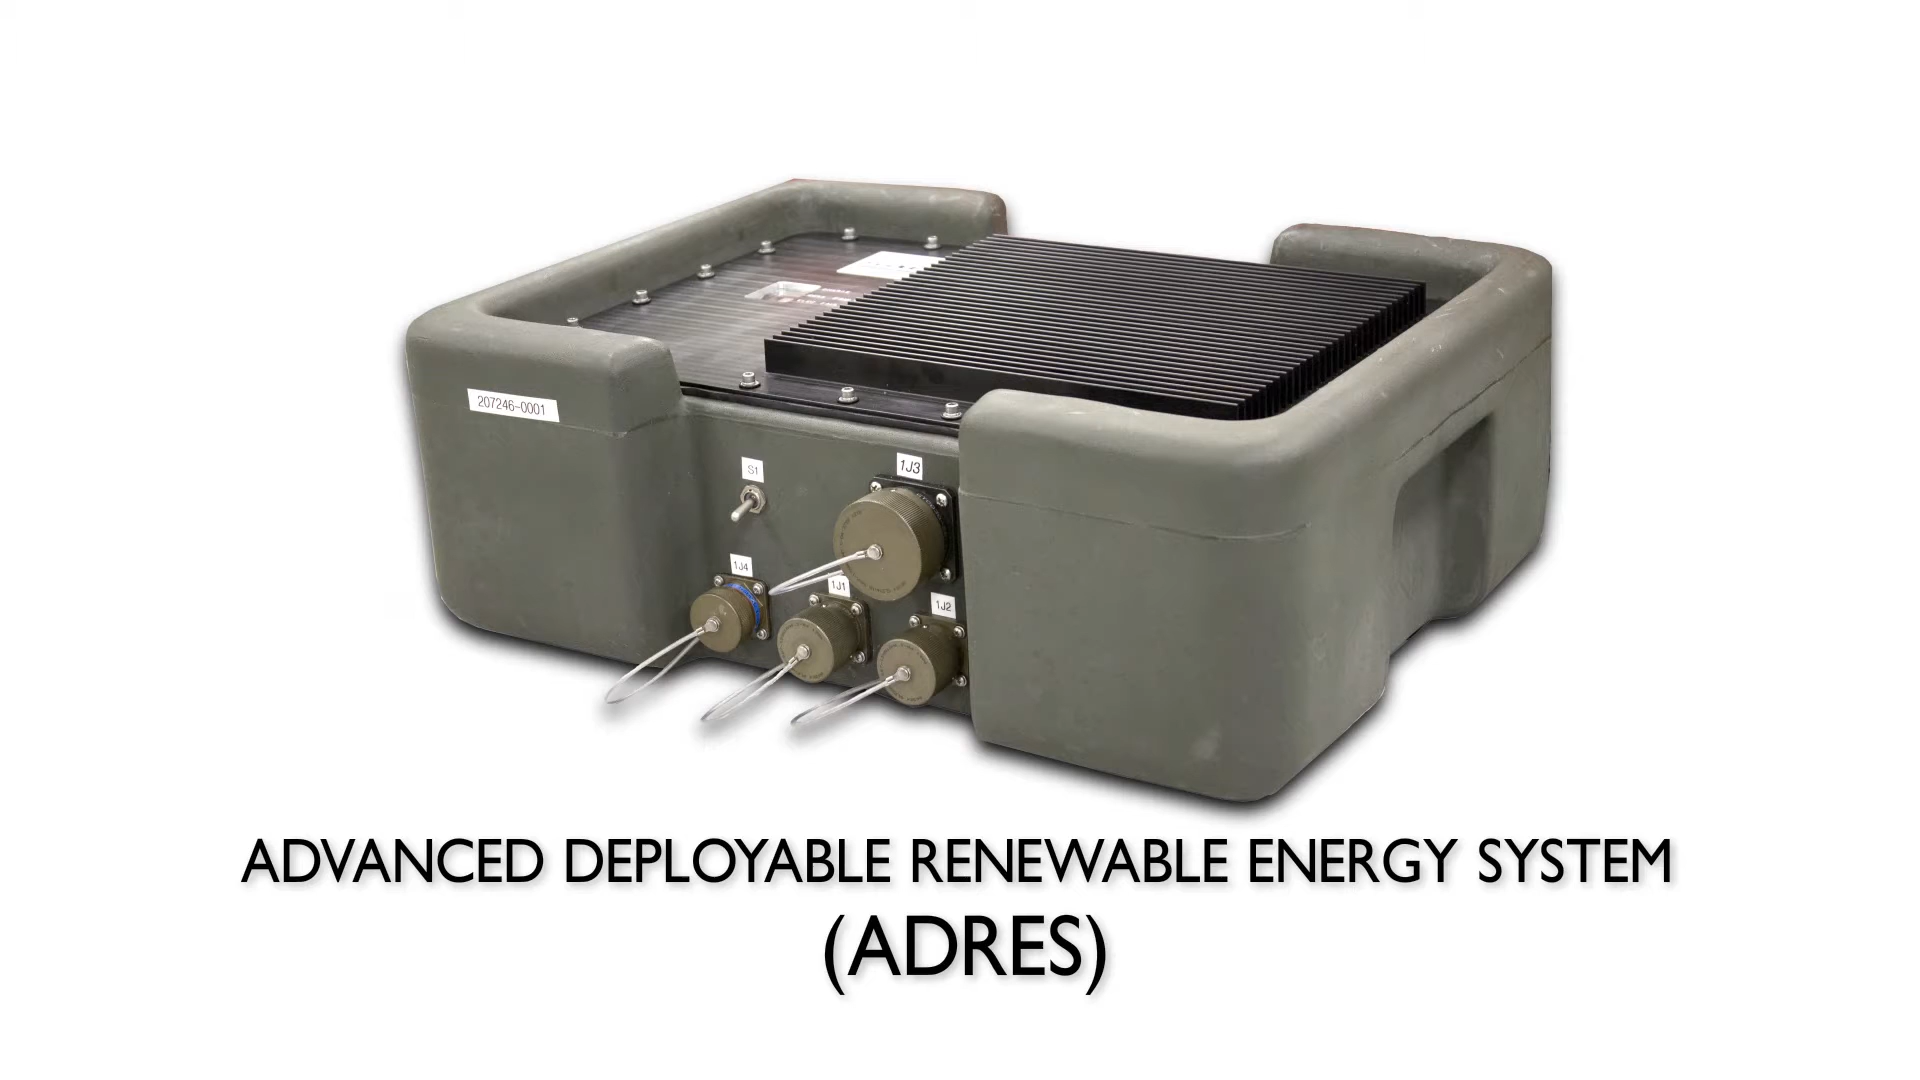 207246-0001
S1
1J3
1J4
1J1
1J2
ADVANCED DEPLOYABLE RENEWABLE ENERGY SYSTEM
(ADRES)